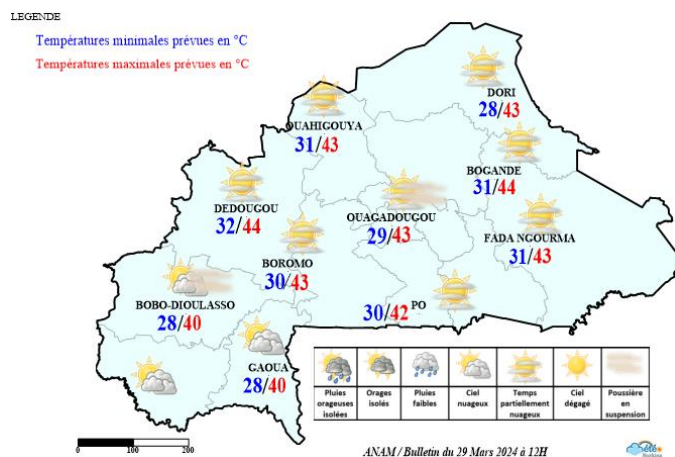 LEGENDE
Températures minimales prévues en °C
Températures maximales prévues en °C
DORI
28/43
OUAHIGOUYA
31/43
BOGANDE
31/44
DEDOUGOU
32/44
OUAGADOUGOU
29/43
FADA NGOURMA
31/43
BOROMO
30/43
BOBO-DIOULASSO
28/40
PO
30/42
GAOUA
28/40
Pluies orageuses isolées
Orages isolés
Pluies faibles
Ciel nuageux
Temps partiellement nuageux
Ciel dégagé
Poussière en suspension
0 100 200
ANAM / Bulletin du 29 Mars 2024 à 12H